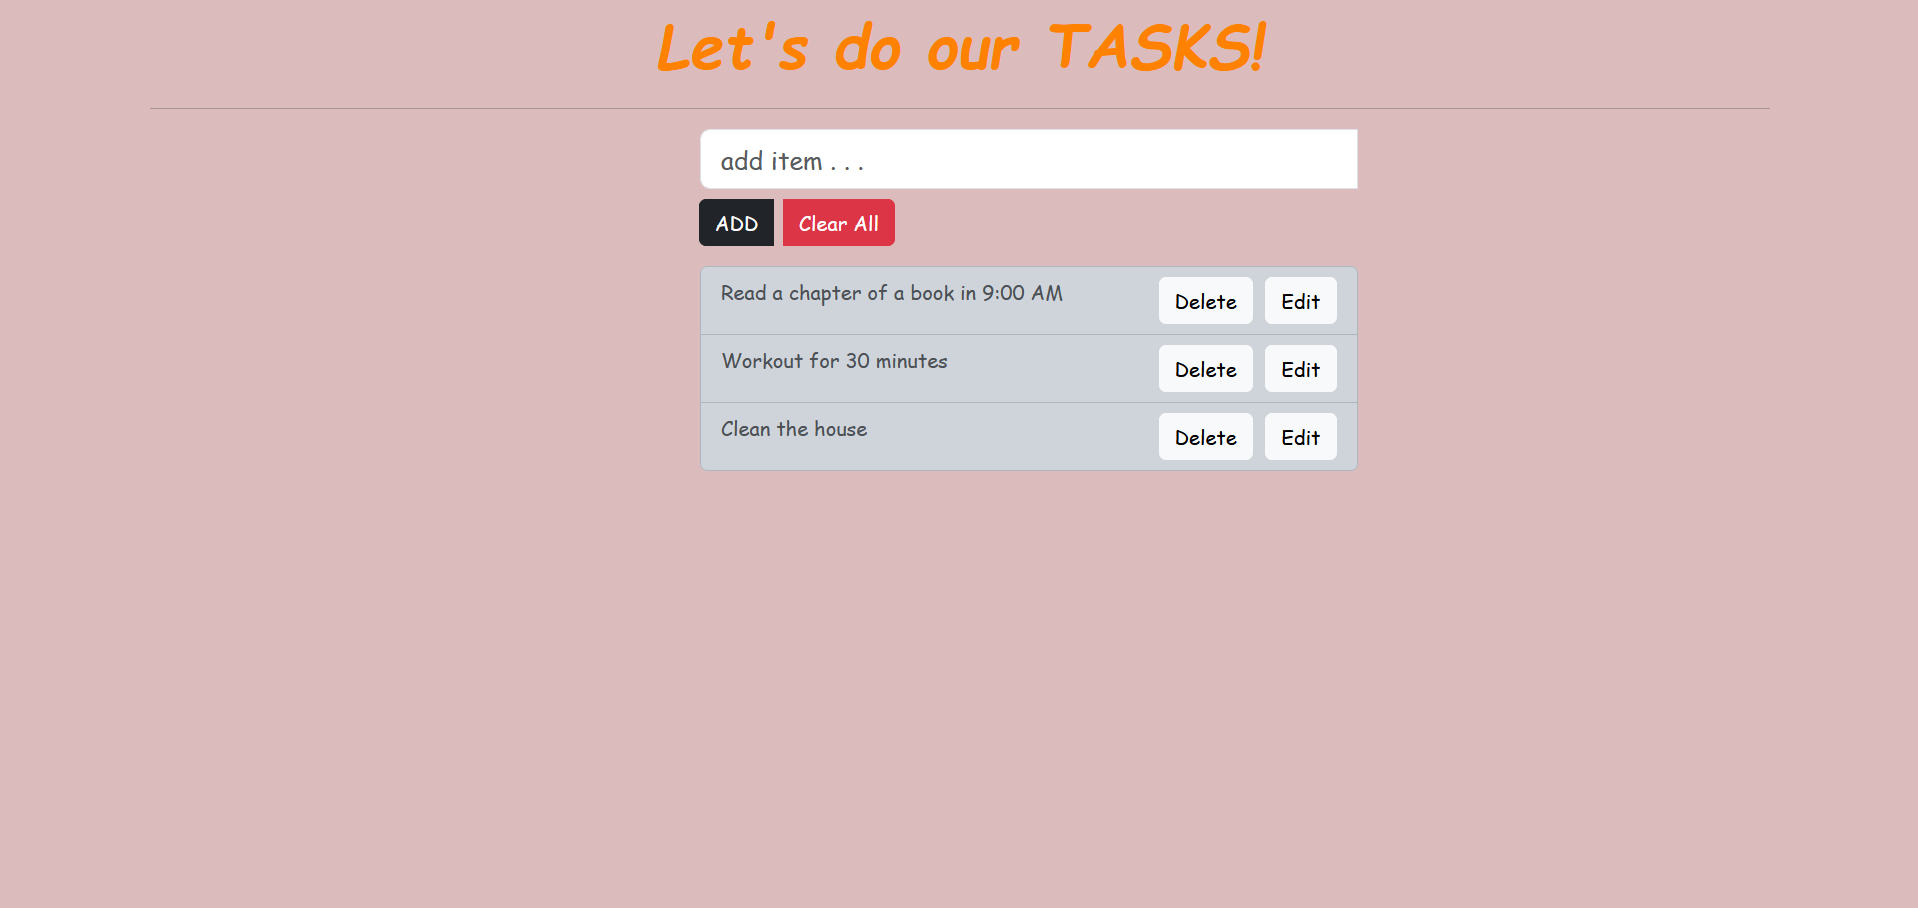 Let's do our TASKS!
add item . . .
ADD Clear All
Read a chapter of a book in 9:00 AM Delete Edit
Workout for 30 minutes Delete Edit
Clean the house Delete Edit